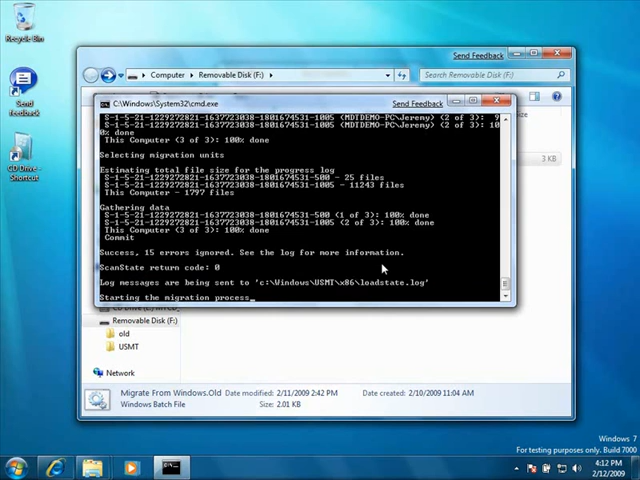 Recycle Bin
Send feedback
CD Drive - Shortcut
Send Feedback
Computer
Removable Disk (F:)
Search Removable Disk (F:)
C:\Windows\System32\cmd.exe
Send Feedback
S-1-5-21-1229272821-1637723038-1801674531-1005 (MDTDEMO-PC\Jeremy) (2 of 3): 9
S-1-5-21-1229272821-1637723038-1801674531-1005 (MDTDEMO-PC\Jeremy) (2 of 3): 10
0% done
This Computer (3 of 3): 100% done
Selecting migration units
Estimating total file size for the progress log
S-1-5-21-1229272821-1637723038-1801674531-500 - 25 files
S-1-5-21-1229272821-1637723038-1801674531-1005 - 11243 files
This Computer - 1797 files
Gathering data
S-1-5-21-1229272821-1637723038-1801674531-500 (1 of 3): 100% done
S-1-5-21-1229272821-1637723038-1801674531-1005 (2 of 3): 100% done
This Computer (3 of 3): 100% done
Commit
Success, 15 errors ignored. See the log for more information.
ScanState return code: 0
Log messages are being sent to 'c:\Windows\USMT\x86\loadstate.log'
Starting the migration process_
3 KB
Removable Disk (F:)
old
USMT
Network
Migrate From Windows.Old Date modified: 2/11/2009 2:42 PM Date created: 2/10/2009 11:04 AM
Windows Batch File Size: 2.01 KB
Windows 7
For testing purposes only. Build 7000
4:12 PM
2/12/2009